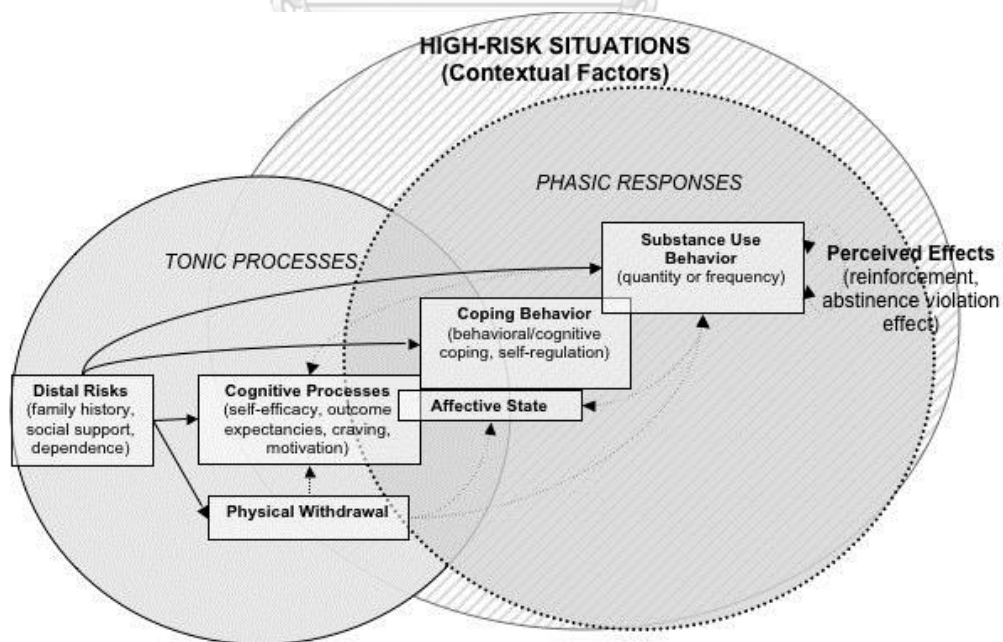 HIGH-RISK SITUATIONS
(Contextual Factors)
PHASIC RESPONSES
TONIC PROCESSES
Substance Use
Behavior
(quantity or frequency)
Perceived Effects
(reinforcement,
abstinence violation
effect)
Coping Behavior
(behavioral/cognitive
coping, self-regulation)
Distal Risks
(family history,
social support,
dependence)
Cognitive Processes
(self-efficacy, outcome
expectancies, craving,
motivation)
Affective State
Physical Withdrawal